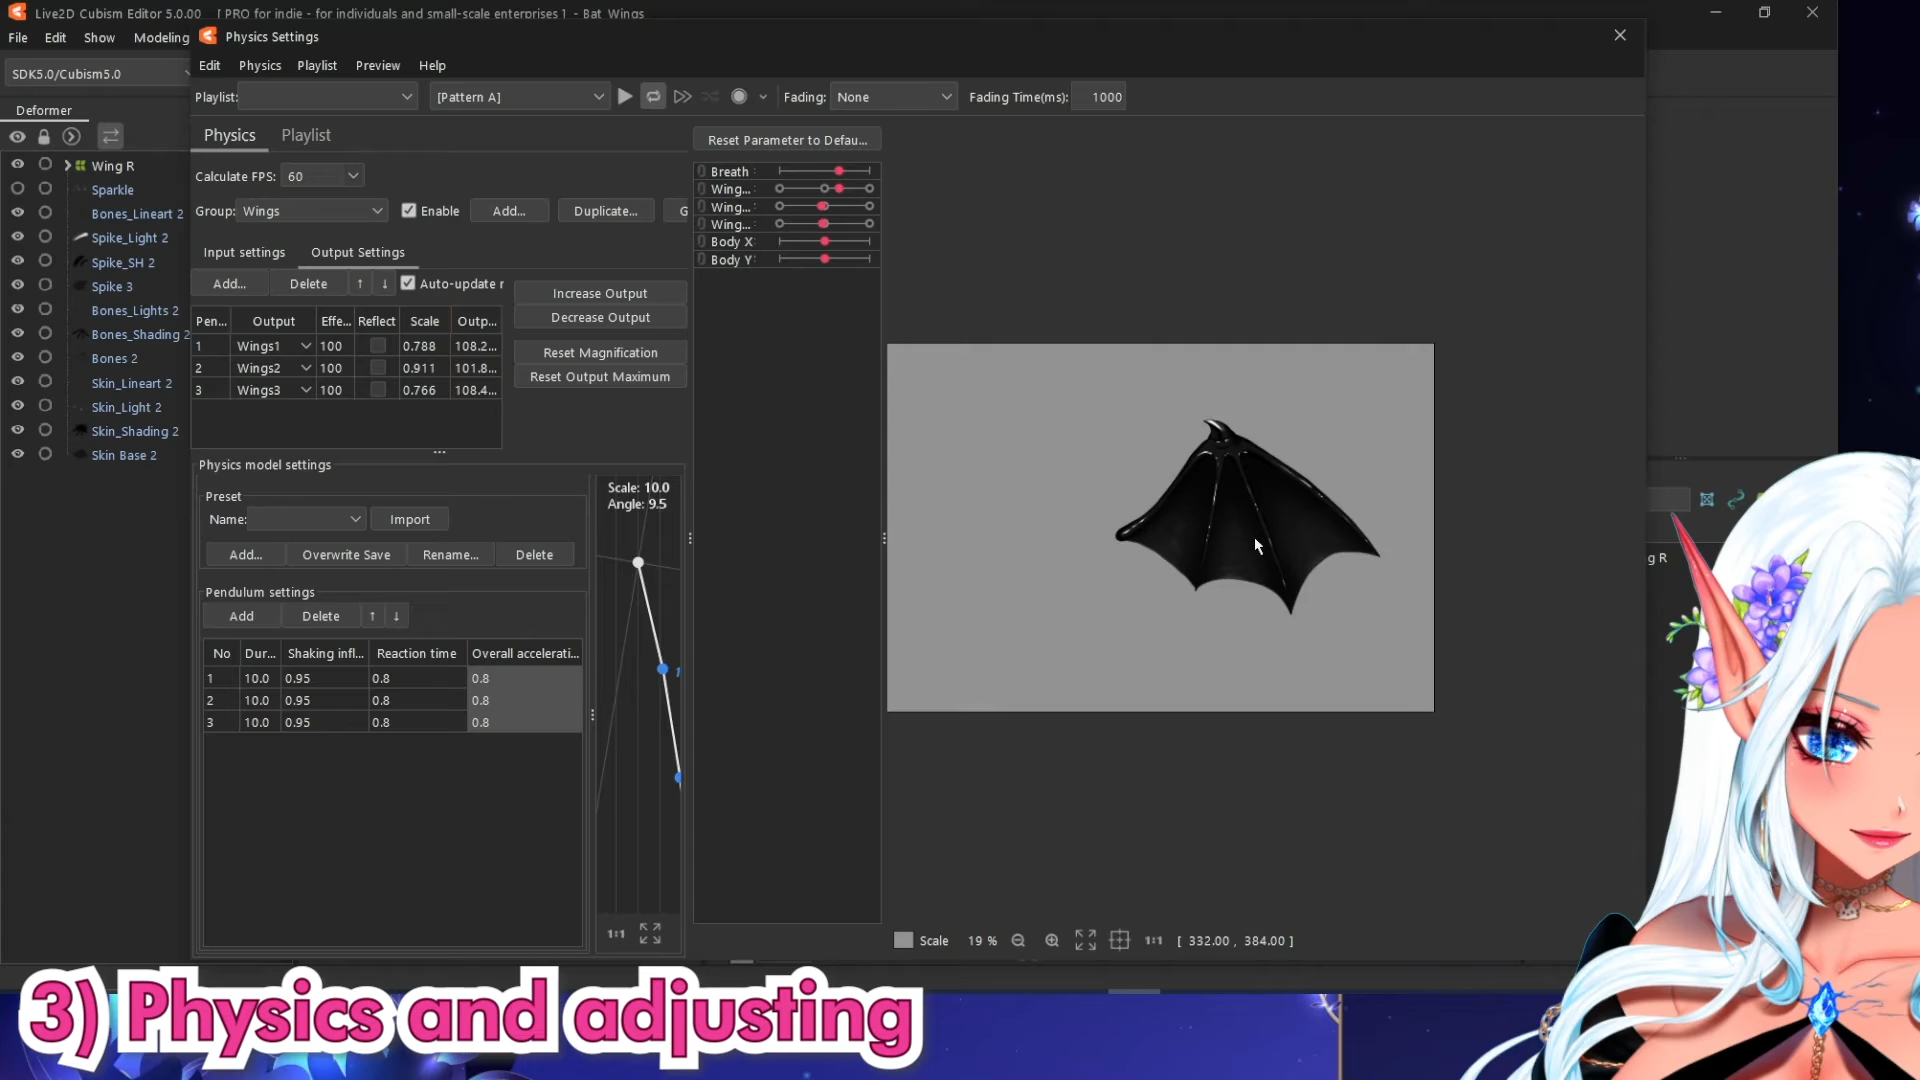 Live2D Cubism Editor 5.0.00 [ PRO for indie - for individuals and small-scale enterprises ] - Bat_Wings
File Edit Show Modeling
SDK5.0/Cubism5.0
Deformer
Wing R
Sparkle
Bones_Lineart 2
Spike_Light 2
Spike_SH 2
Spike 3
Bones_Lights 2
Bones_Shading 2
Bones 2
Skin_Lineart 2
Skin_Light 2
Skin_Shading 2
Skin Base 2
Physics Settings
Edit Physics Playlist Preview Help
Playlist: [Pattern A] Fading: None Fading Time(ms): 1000
Physics Playlist
Calculate FPS: 60
Group: Wings Enable Add... Duplicate... G
Input settings Output Settings
Add... Delete ↑ ↓ Auto-update r
Pen... Output Effe... Reflect Scale Outp...
1 Wings1 100 0.788 108.2...
2 Wings2 100 0.911 101.8...
3 Wings3 100 0.766 108.4...
Increase Output
Decrease Output
Reset Magnification
Reset Output Maximum
Physics model settings
Preset
Name: Import
Add... Overwrite Save Rename... Delete
Pendulum settings
Add Delete ↑ ↓
No Dur... Shaking infl... Reaction time Overall accelerati...
1 10.0 0.95 0.8 0.8
2 10.0 0.95 0.8 0.8
3 10.0 0.95 0.8 0.8
Scale: 10.0
Angle: 9.5
1
1:1
Reset Parameter to Defau...
Breath
Wing...
Wing...
Wing...
Body X
Body Y
Scale 19 % 1:1 [ 332.00 , 384.00 ]
ng R
3) Physics and adjusting